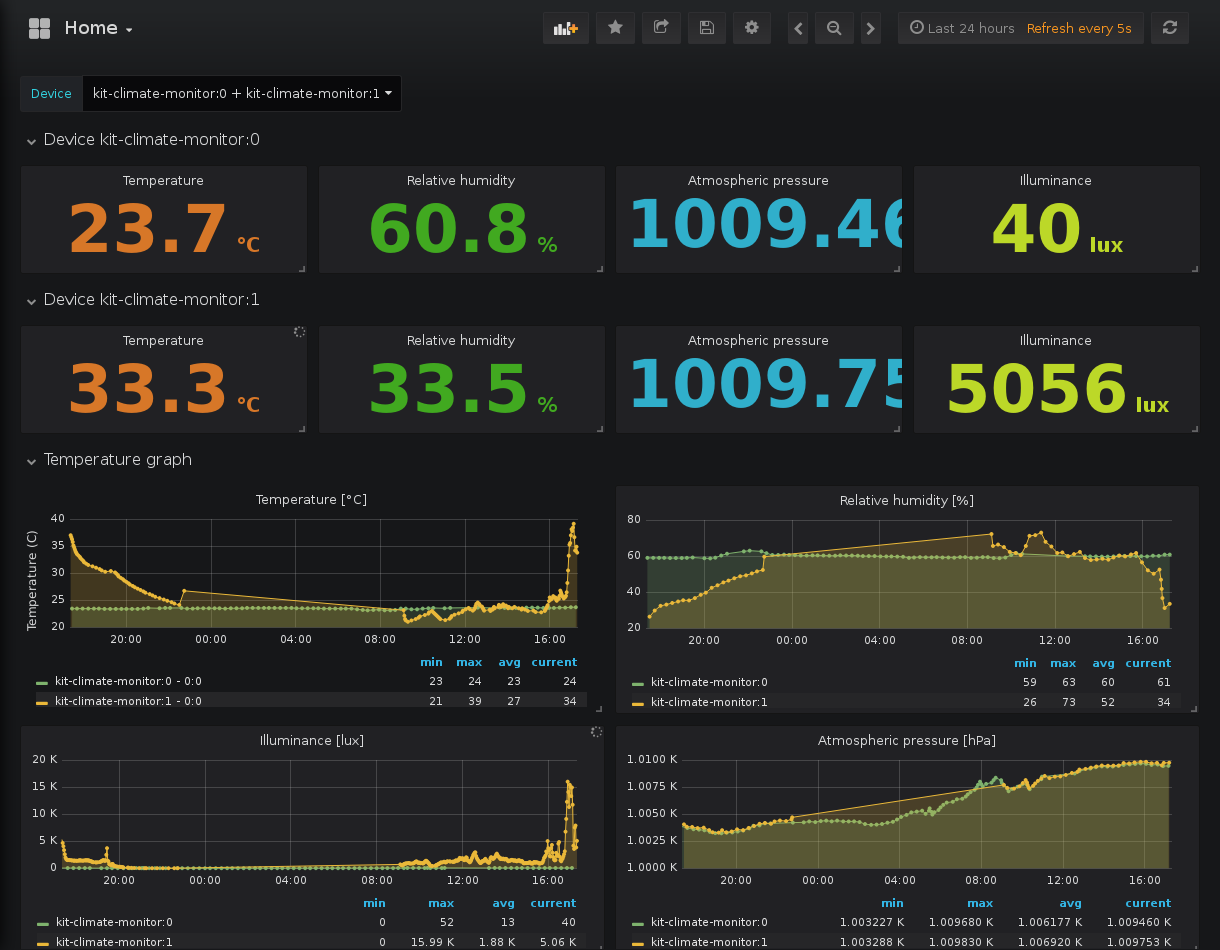 Home
Last 24 hours Refresh every 5s
Device kit-climate-monitor:0 + kit-climate-monitor:1
Device kit-climate-monitor:0
Temperature Relative humidity Atmospheric pressure Illuminance
23.7 °C 60.8 % 1009.46 40 lux
Device kit-climate-monitor:1
Temperature Relative humidity Atmospheric pressure Illuminance
33.3 °C 33.5 % 1009.75 5056 lux
Temperature graph
Temperature [°C]
Temperature (C)
40
35
30
25
20
20:00 00:00 04:00 08:00 12:00 16:00
min max avg current
kit-climate-monitor:0 - 0:0 23 24 23 24
kit-climate-monitor:1 - 0:0 21 39 27 34
Relative humidity [%]
80
60
40
20
20:00 00:00 04:00 08:00 12:00 16:00
min max avg current
kit-climate-monitor:0 59 63 60 61
kit-climate-monitor:1 26 73 52 34
Illuminance [lux]
20 K
15 K
10 K
5 K
0
20:00 00:00 04:00 08:00 12:00 16:00
min max avg current
kit-climate-monitor:0 0 52 13 40
kit-climate-monitor:1 0 15.99 K 1.88 K 5.06 K
Atmospheric pressure [hPa]
1.0100 K
1.0075 K
1.0050 K
1.0025 K
1.0000 K
20:00 00:00 04:00 08:00 12:00 16:00
min max avg current
kit-climate-monitor:0 1.003227 K 1.009680 K 1.006177 K 1.009460 K
kit-climate-monitor:1 1.003288 K 1.009830 K 1.006920 K 1.009753 K